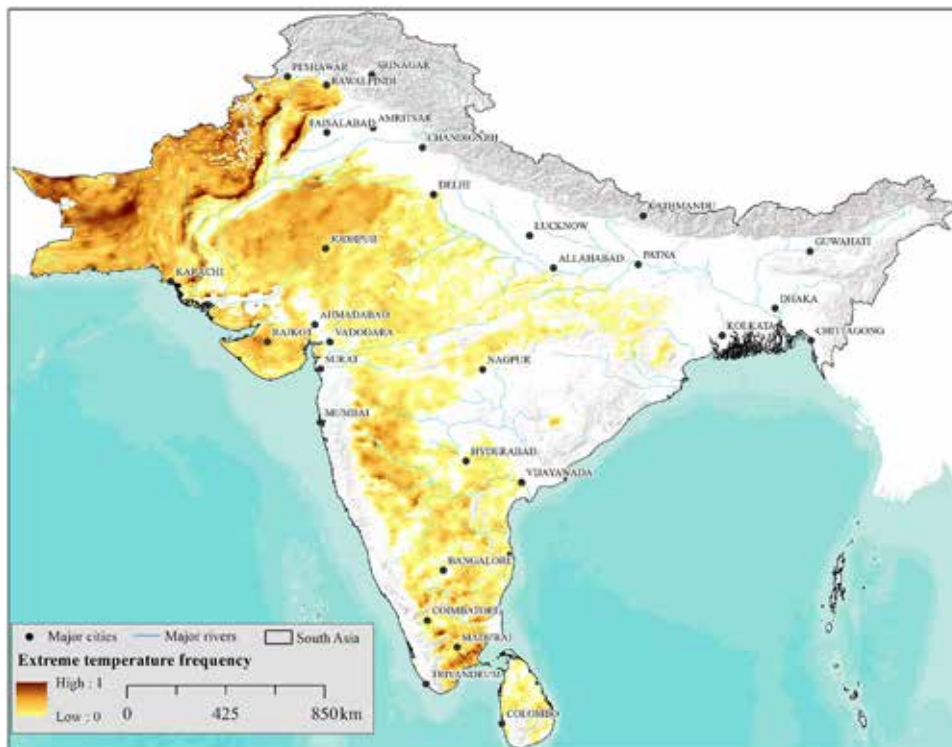 PESHAWAR
SRINAGAR
RAWALPINDI
FAISALABAD
AMRITSAR
CHANDIGARH
DELHI
KATHMANDU
LUCKNOW
JODHPUR
GUWAHATI
ALLAHABAD
PATNA
KARACHI
DHAKA
AHMADABAD
KOLKATA
CHITTAGONG
RAJKOT
VADODARA
SURAT
NAGPUR
MUMBAI
HYDURABAD
VIJAYAWADA
BANGALORE
COIMBATORE
MADURAI
TRIVANDRUM
COLOMBO
Major cities
Major rivers
South Asia
Extreme temperature frequency
High : 1
Low : 0
0
425
850 km